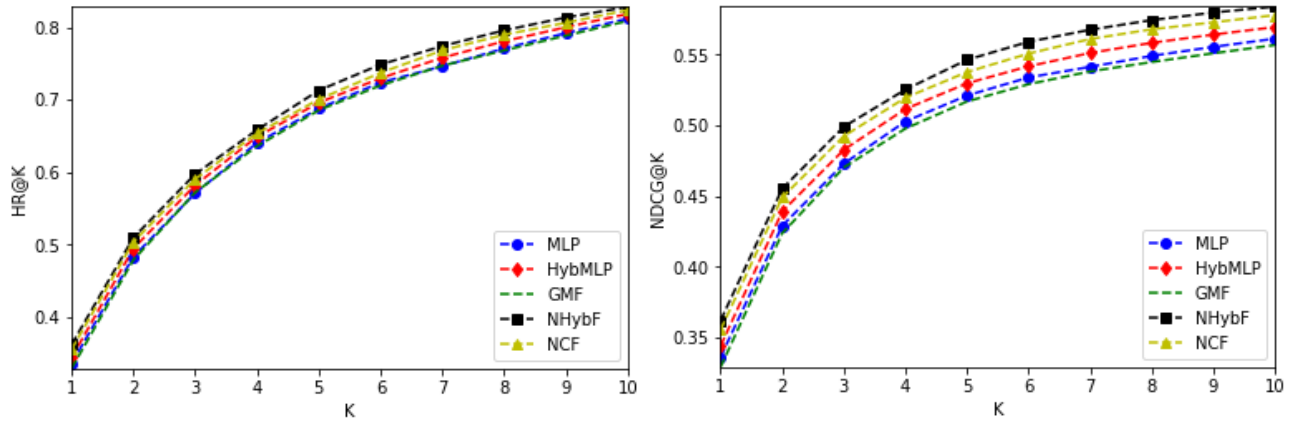 0.8
0.7
0.6
0.5
0.4
HR@K
1 2 3 4 5 6 7 8 9 10
K
MLP
HybMLP
GMF
NHybF
NCF
0.55
0.50
0.45
0.40
0.35
NDCG@K
1 2 3 4 5 6 7 8 9 10
K
MLP
HybMLP
GMF
NHybF
NCF